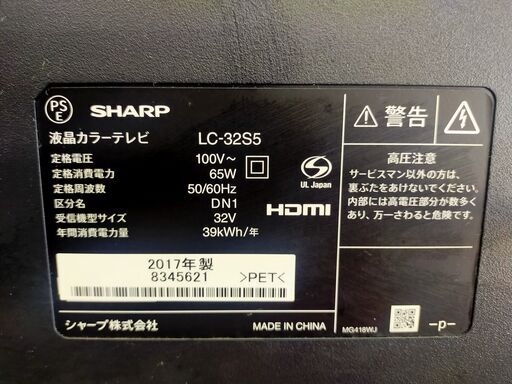 PS
E
SHARP
液晶カラーテレビ LC-32S5
定格電圧 100V～
定格消費電力 65W
定格周波数 50/60Hz
区分名 DN1
受信機型サイズ 32V
年間消費電力量 39kWh/年
S
UL Japan
HDMI
2017年製
8345621
>PET<
シャープ株式会社
MADE IN CHINA
警告
高圧注意
サービスマン以外の方は、
裏ぶたをあけないでください。
内部には高電圧部分が数多く
あり、万一さわると危険です。
MG418WJ
-p-